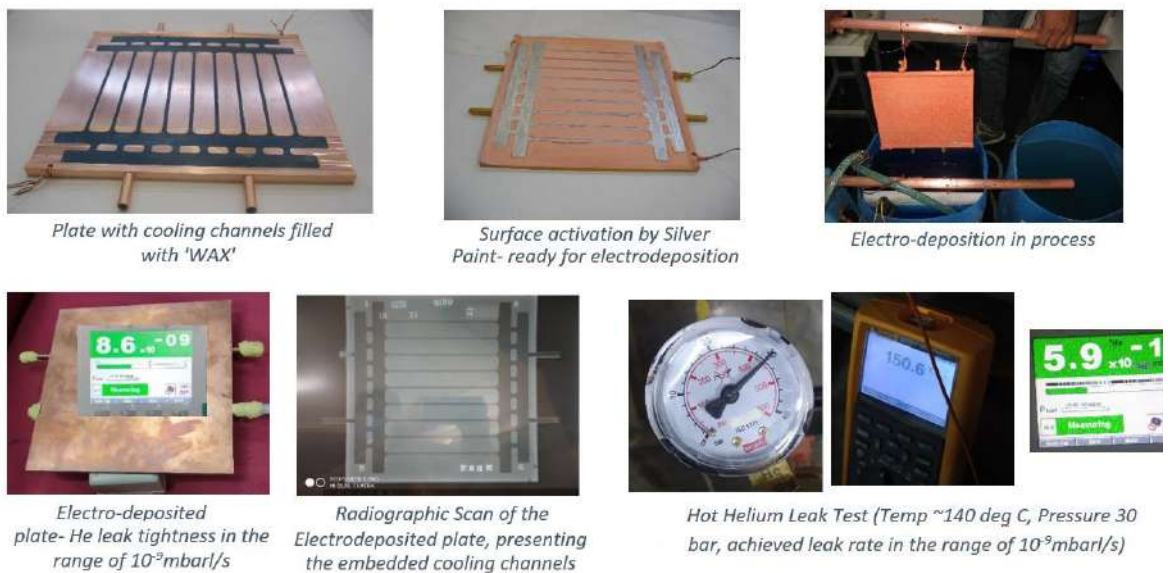 Plate with cooling channels filled
with 'WAX'
Surface activation by Silver
Paint- ready for electrodeposition
Electro-deposition in process
8.6 x10 -09
Measuring
Electro-deposited
plate- He leak tightness in the
range of 10⁻⁹mbarl/s
Radiographic Scan of the
Electrodeposited plate, presenting
the embedded cooling channels
150.6
5.9 x10 -1
Measuring
Hot Helium Leak Test (Temp ~140 deg C, Pressure 30
bar, achieved leak rate in the range of 10⁻⁹mbarl/s)